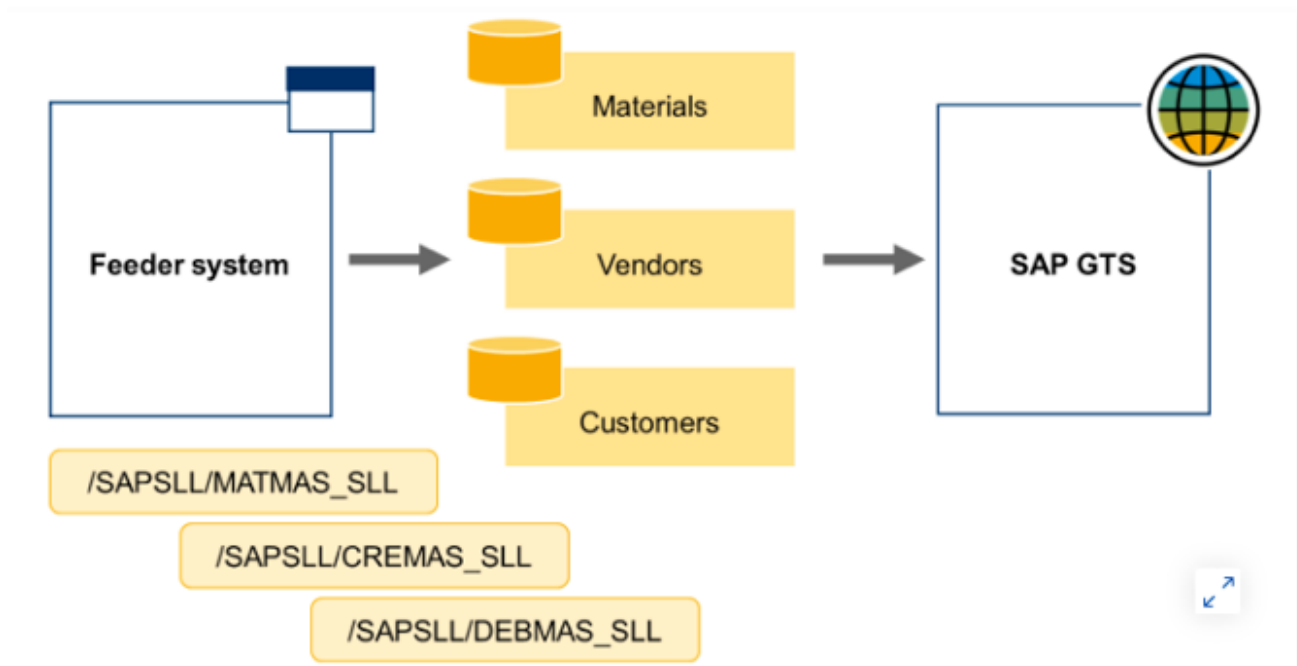 Materials
Feeder system
Vendors
SAP GTS
Customers
/SAPSLL/MATMAS_SLL
/SAPSLL/CREMAS_SLL
/SAPSLL/DEBMAS_SLL